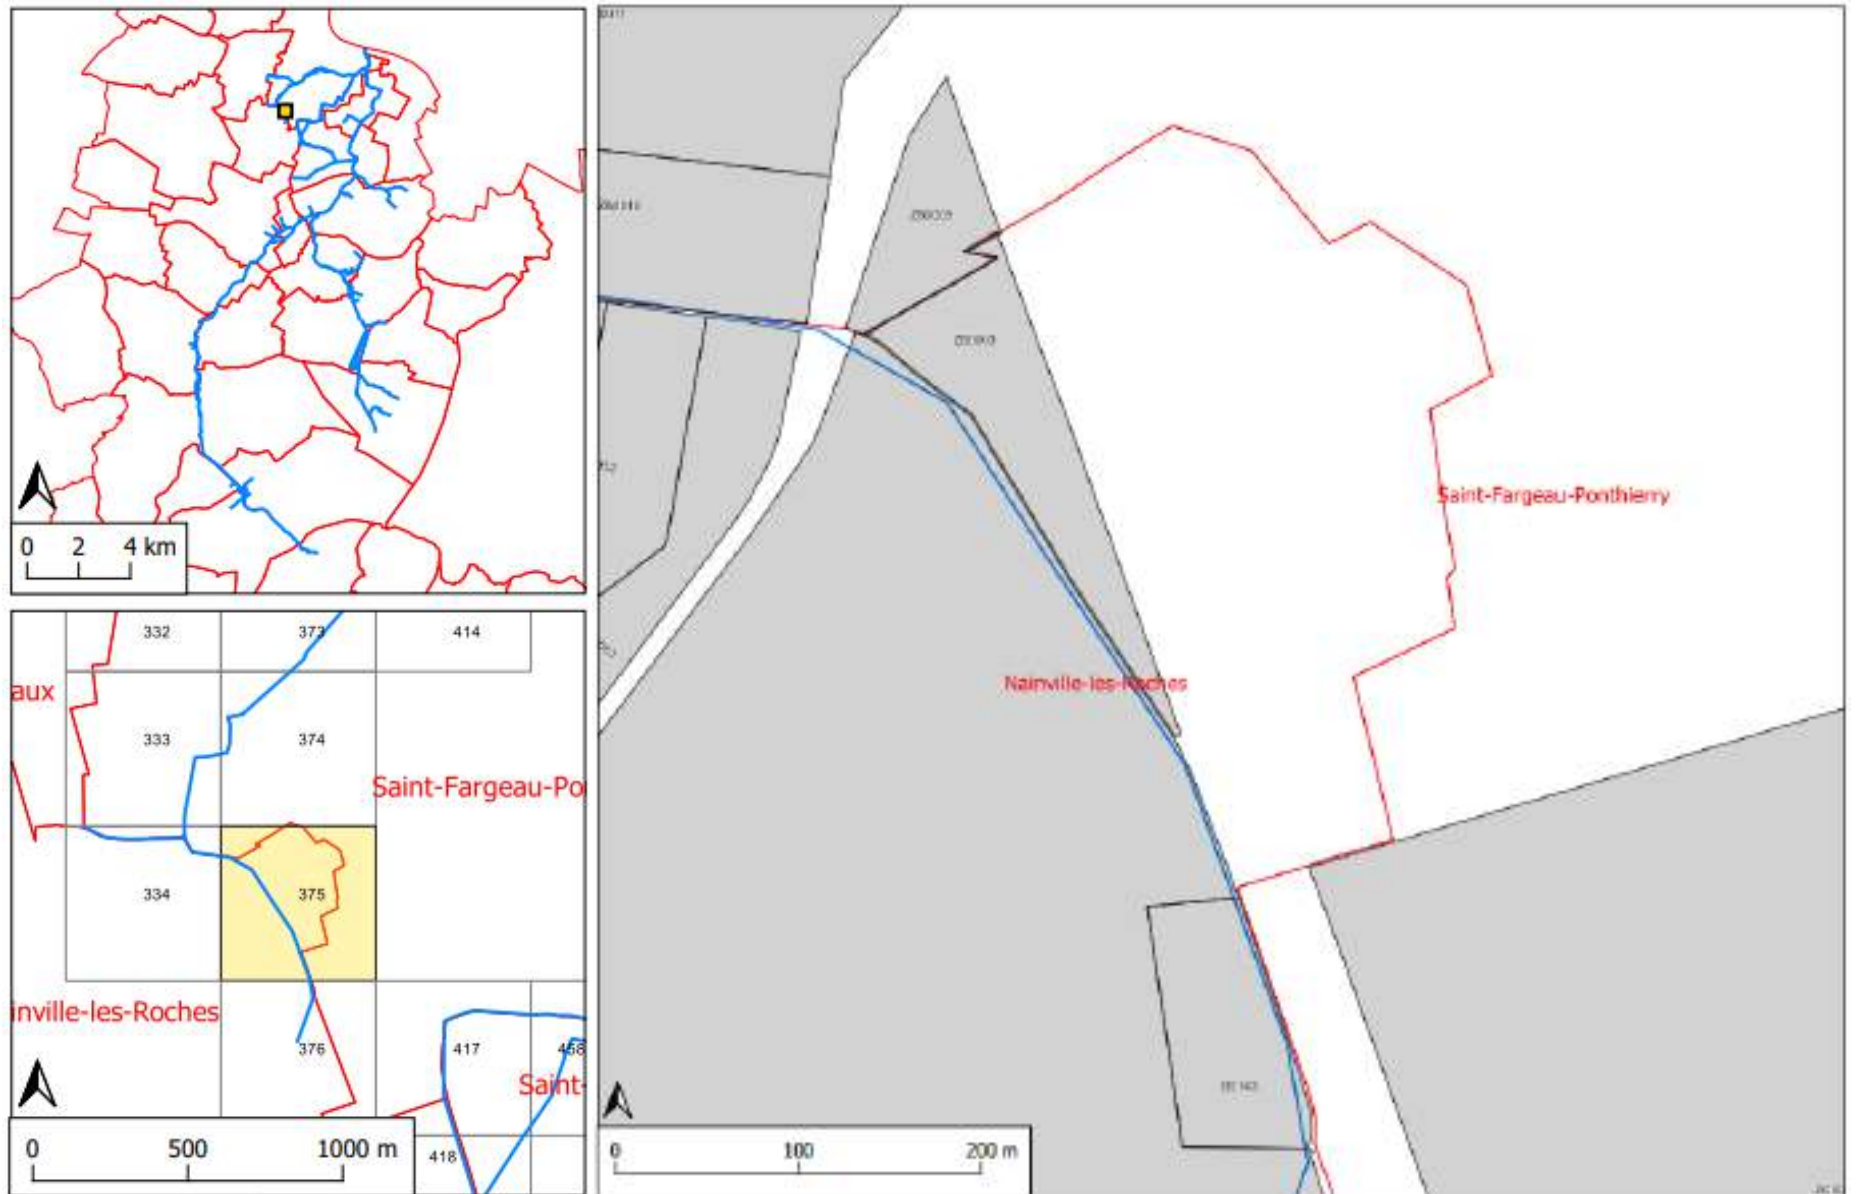 0 2 4 km
332
373
414
aux
333
374
Saint-Fargeau-Po
334
375
inville-les-Roches
376
417
458
Saint-
418
0 500 1000 m
Saint-Fargeau-Ponthierry
Nainville-les-Roches
0 100 200 m